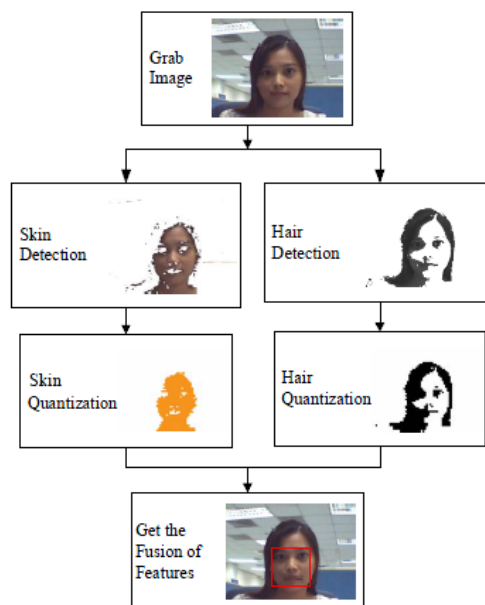 Grab
Image
Skin
Detection
Hair
Detection
Skin
Quantization
Hair
Quantization
Get the
Fusion of
Features